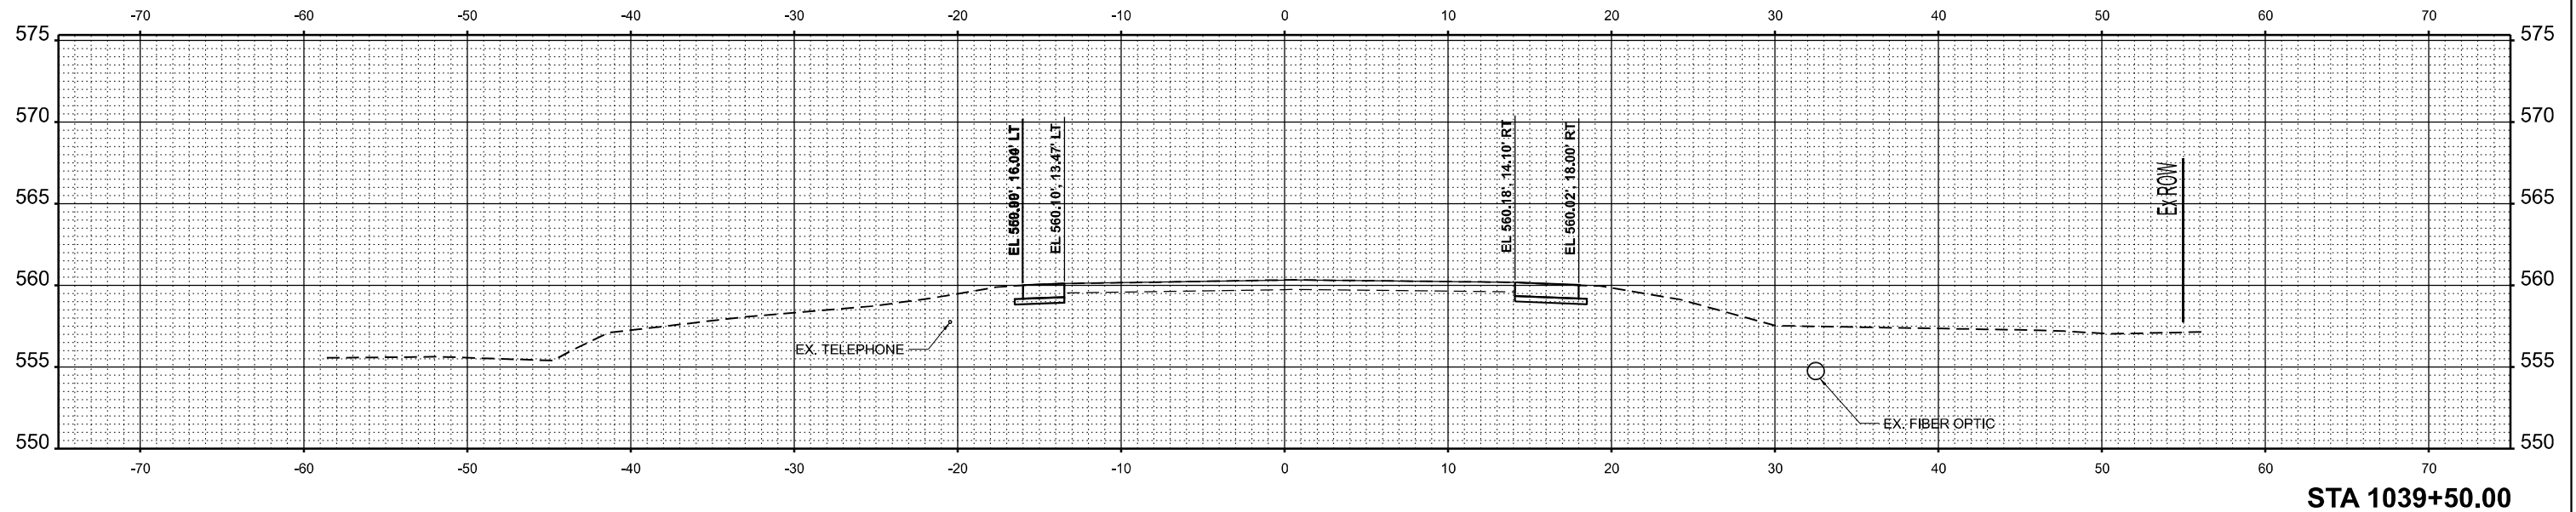 -70 -60 -50 -40 -30 -20 -10 0 10 20 30 40 50 60 70
575 575
570 570
EL 560.10', 13.47' LT
EL 560.18', 14.10' RT
EL 560.02', 18.00' RT
Ex ROW
565 565
560 560
EX. TELEPHONE
555 555
EX. FIBER OPTIC
550 550
-70 -60 -50 -40 -30 -20 -10 0 10 20 30 40 50 60 70
STA 1039+50.00